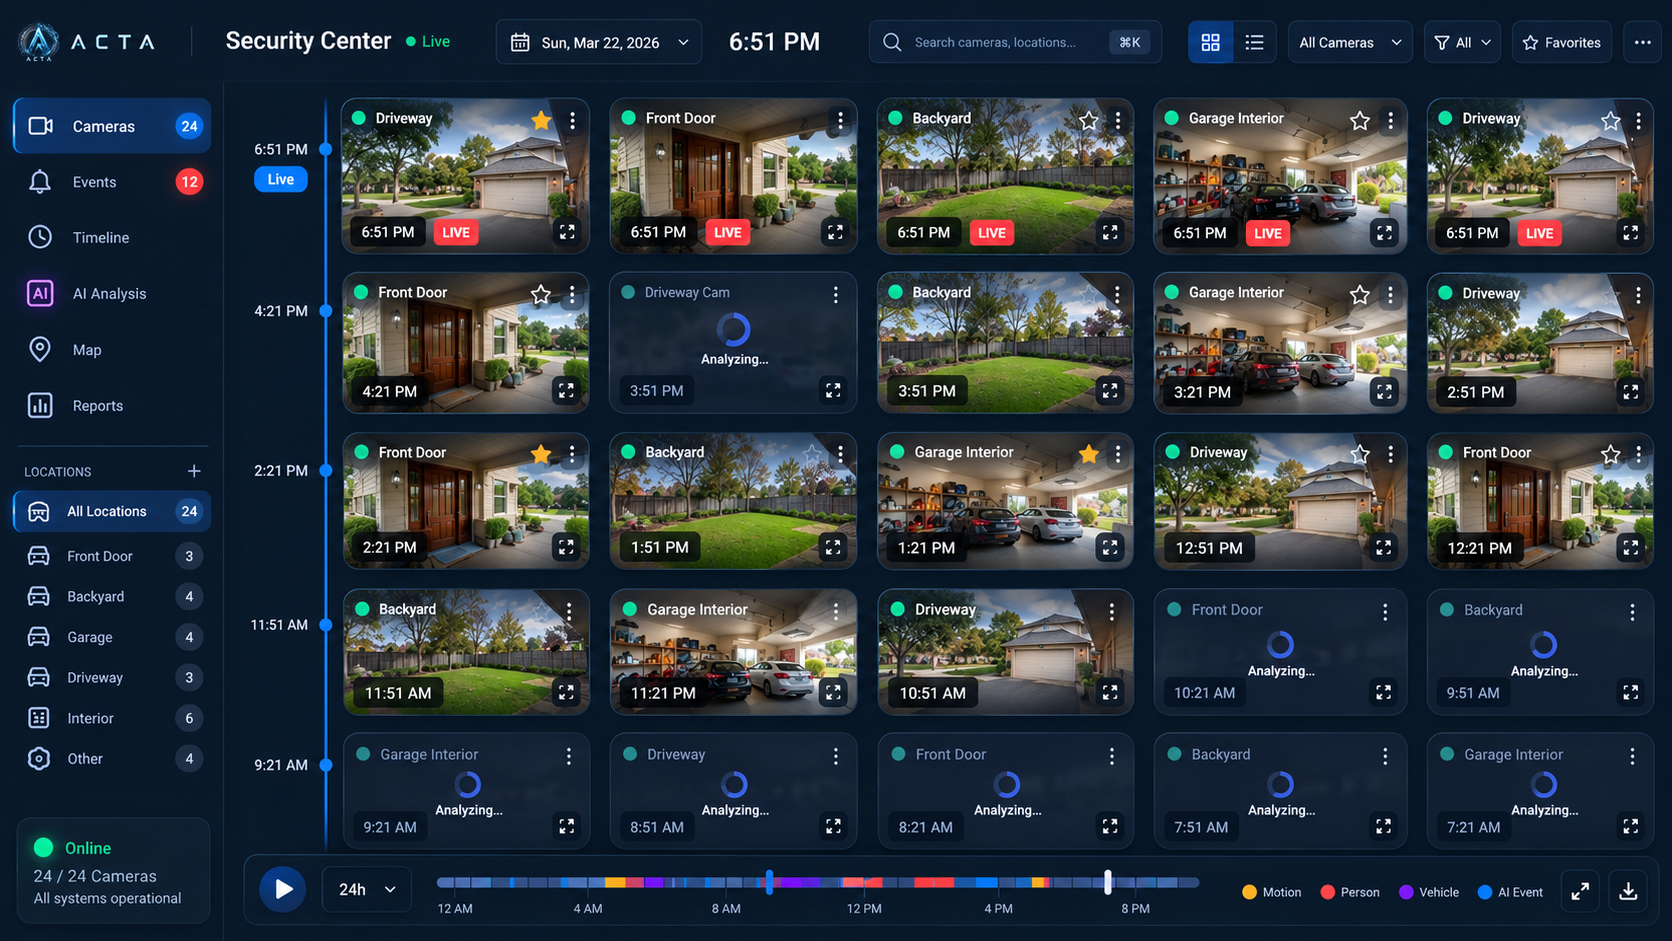 ACTA
ACTA
Security Center
Live
Sun, Mar 22, 2026
6:51 PM
Search cameras, locations...
⌘K
All Cameras
All
Favorites
Cameras
24
Events
12
Timeline
AI
AI Analysis
Map
Reports
LOCATIONS
All Locations
24
Front Door
3
Backyard
4
Garage
4
Driveway
3
Interior
6
Other
4
Online
24 / 24 Cameras
All systems operational
6:51 PM
Live
Driveway
6:51 PM
LIVE
Front Door
6:51 PM
LIVE
Backyard
6:51 PM
LIVE
Garage Interior
6:51 PM
LIVE
Driveway
6:51 PM
LIVE
4:21 PM
Front Door
4:21 PM
Driveway Cam
Analyzing...
3:51 PM
Backyard
3:51 PM
Garage Interior
3:21 PM
Driveway
2:51 PM
2:21 PM
Front Door
2:21 PM
Backyard
1:51 PM
Garage Interior
1:21 PM
Driveway
12:51 PM
Front Door
12:21 PM
11:51 AM
Backyard
11:51 AM
Garage Interior
11:21 PM
Driveway
10:51 AM
Front Door
Analyzing...
10:21 AM
Backyard
Analyzing...
9:51 AM
9:21 AM
Garage Interior
Analyzing...
9:21 AM
Driveway
Analyzing...
8:51 AM
Front Door
Analyzing...
8:21 AM
Backyard
Analyzing...
7:51 AM
Garage Interior
Analyzing...
7:21 AM
24h
12 AM
4 AM
8 AM
12 PM
4 PM
8 PM
Motion
Person
Vehicle
AI Event